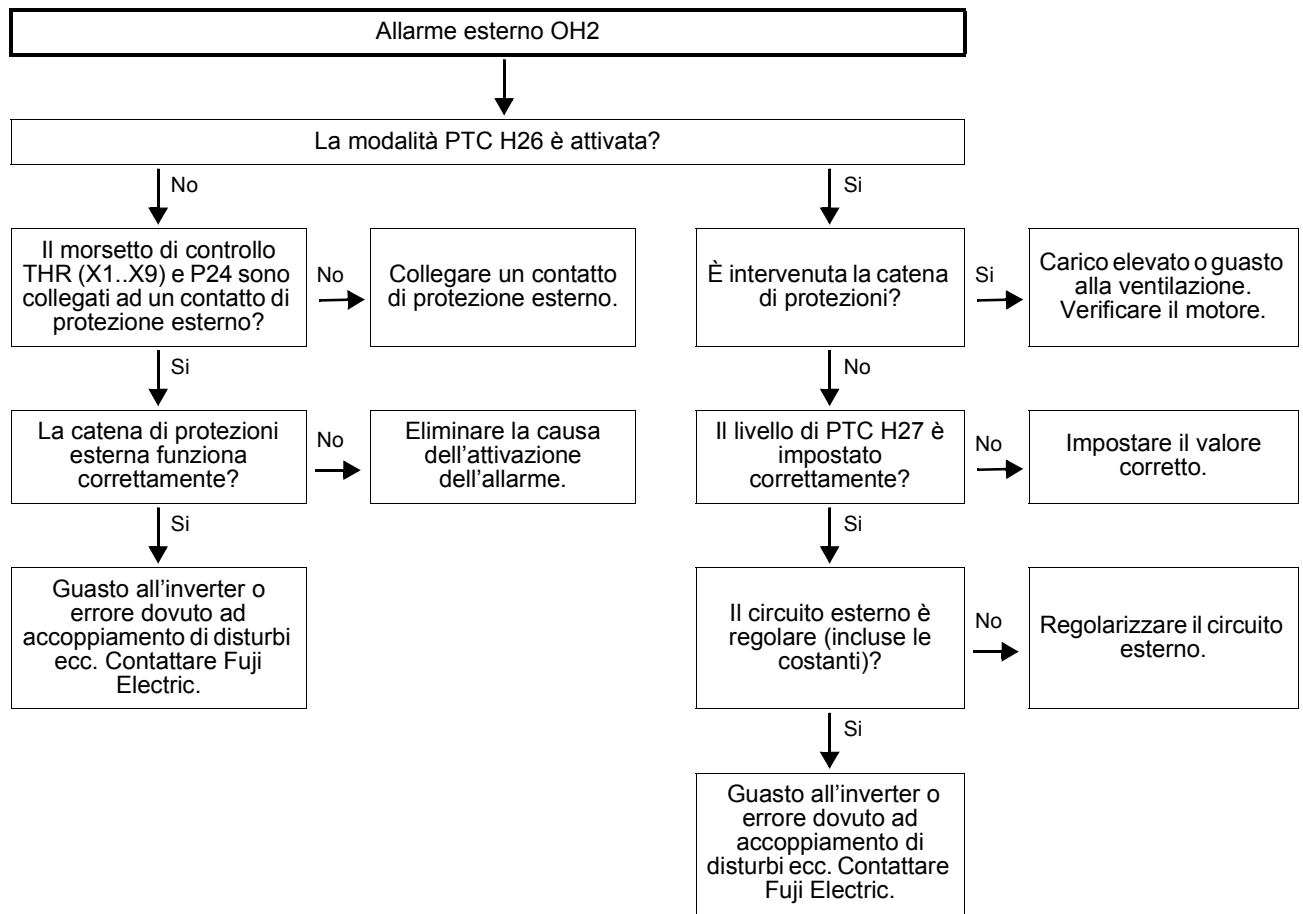 Allarme esterno OH2
La modalità PTC H26 è attivata?
No
Si
Il morsetto di controllo
THR (X1..X9) e P24 sono
collegati ad un contatto di
protezione esterno?
No
Collegare un contatto
di protezione esterno.
È intervenuta la catena
di protezioni?
Si
Carico elevato o guasto
alla ventilazione.
Verificare il motore.
Si
No
La catena di protezioni
esterna funziona
correttamente?
No
Eliminare la causa
dell’attivazione
dell’allarme.
Il livello di PTC H27 è
impostato
correttamente?
No
Impostare il valore
corretto.
Si
Si
Guasto all’inverter o
errore dovuto ad
accoppiamento di disturbi
ecc. Contattare Fuji
Electric.
Il circuito esterno è
regolare (incluse le
costanti)?
No
Regolarizzare il circuito
esterno.
Si
Guasto all’inverter o
errore dovuto ad
accoppiamento di
disturbi ecc. Contattare
Fuji Electric.